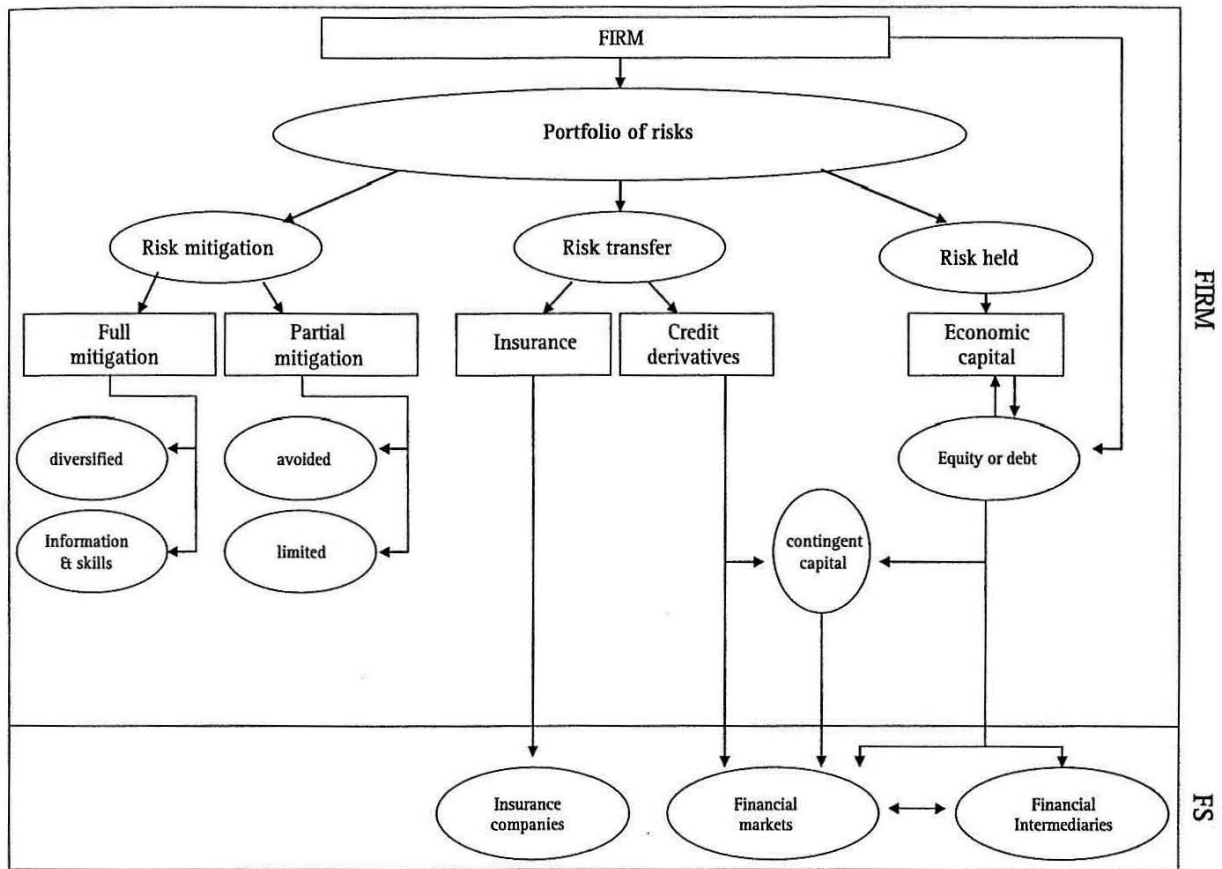 FIRM
Portfolio of risks
Risk mitigation
Risk transfer
Risk held
Full
mitigation
Partial
mitigation
Insurance
Credit
derivatives
Economic
capital
diversified
avoided
Equity or debt
Information
& skills
limited
contingent
capital
FIRM
Insurance
companies
Financial
markets
Financial
Intermediaries
FS